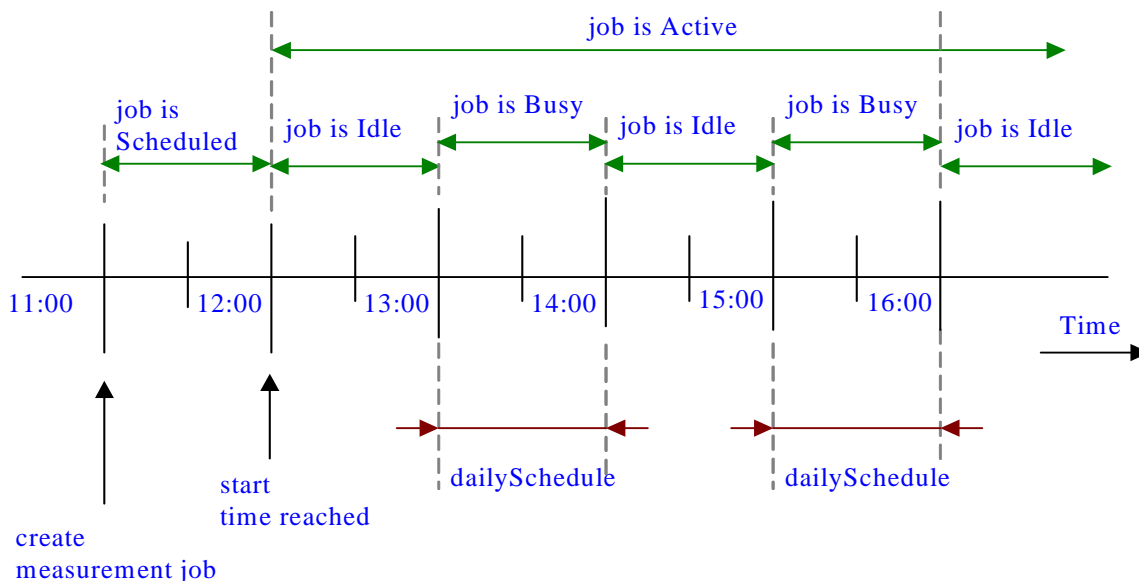 job is Active
job is
Scheduled
job is Idle
job is Busy
job is Idle
job is Busy
job is Idle
11:00
12:00
13:00
14:00
15:00
16:00
Time
dailySchedule
dailySchedule
start
time reached
create
measurement job